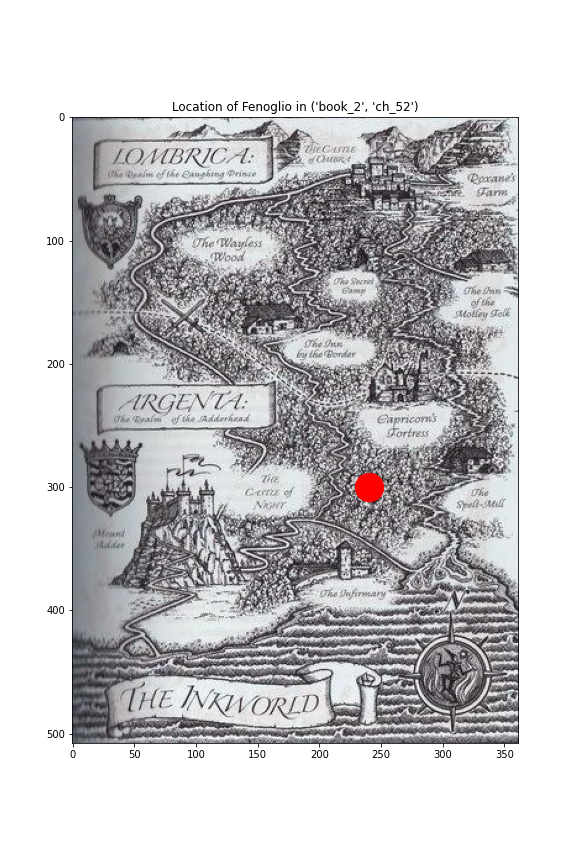 Location of Fenoglio in ('book_2', 'ch_52')
0
100
200
300
400
500
0
50
100
150
200
250
300
350
LOMBRICA:
The Realm of the Laughing Prince
THE CASTLE
of OMBRA
Roxane's
Farm
The Wayless
Wood
The Secret
Camp
The Inn
of the
Motley Folk
The Inn
by the Border
ARGENTA:
The Realm of the Adderhead
Capricorn's
Fortress
THE
CASTLE of
NIGHT
The
Spelt-Mill
Mount
Adder
The Infirmary
N
THE INKWORLD